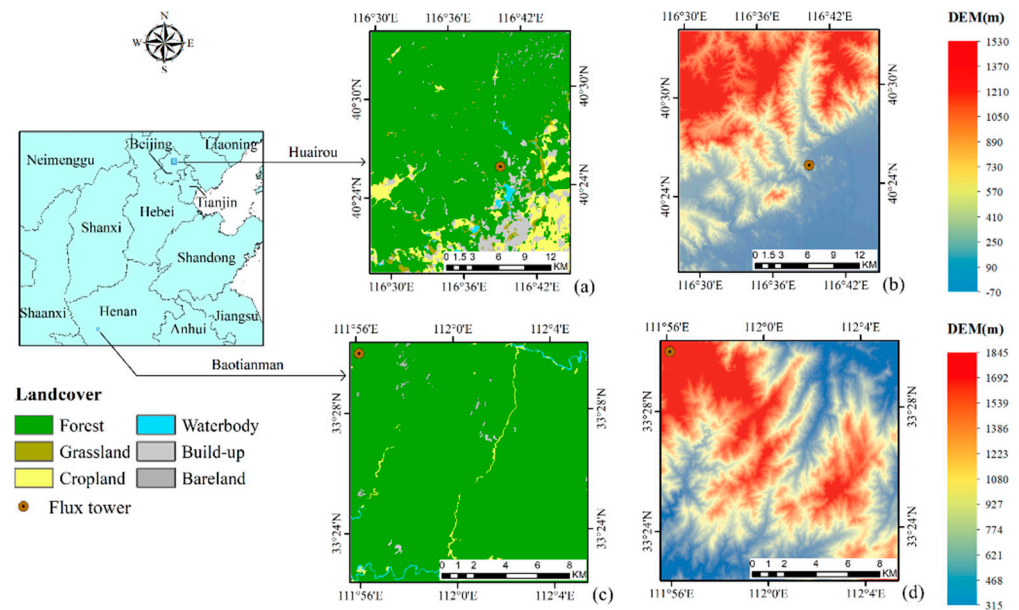 N
W E
S
Neimenggu
Beijing
Liaoning
Tianjin
Hebei
Shanxi
Shandong
Shaanxi
Henan
Anhui
Jiangsu
Huairou
Baotianman
Landcover
Forest
Waterbody
Grassland
Build-up
Cropland
Bareland
Flux tower
116°30'E 116°36'E 116°42'E
40°30'N
40°24'N
40°30'N
40°24'N
0 1.5 3 6 9 12
KM
116°30'E 116°36'E 116°42'E
(a)
116°30'E 116°36'E 116°42'E
40°30'N
40°24'N
40°30'N
40°24'N
0 1.5 3 6 9 12
KM
116°30'E 116°36'E 116°42'E
(b)
DEM(m)
1530
1370
1210
1050
890
730
570
410
250
90
-70
111°56'E 112°0'E 112°4'E
33°28'N
33°24'N
0 1 2 4 6 8
KM
111°56'E 112°0'E 112°4'E
(c)
111°56'E 112°0'E 112°4'E
33°28'N
33°24'N
33°28'N
33°24'N
0 1 2 4 6 8
KM
111°56'E 112°0'E 112°4'E
(d)
DEM(m)
1845
1692
1539
1386
1233
1080
927
774
621
468
315